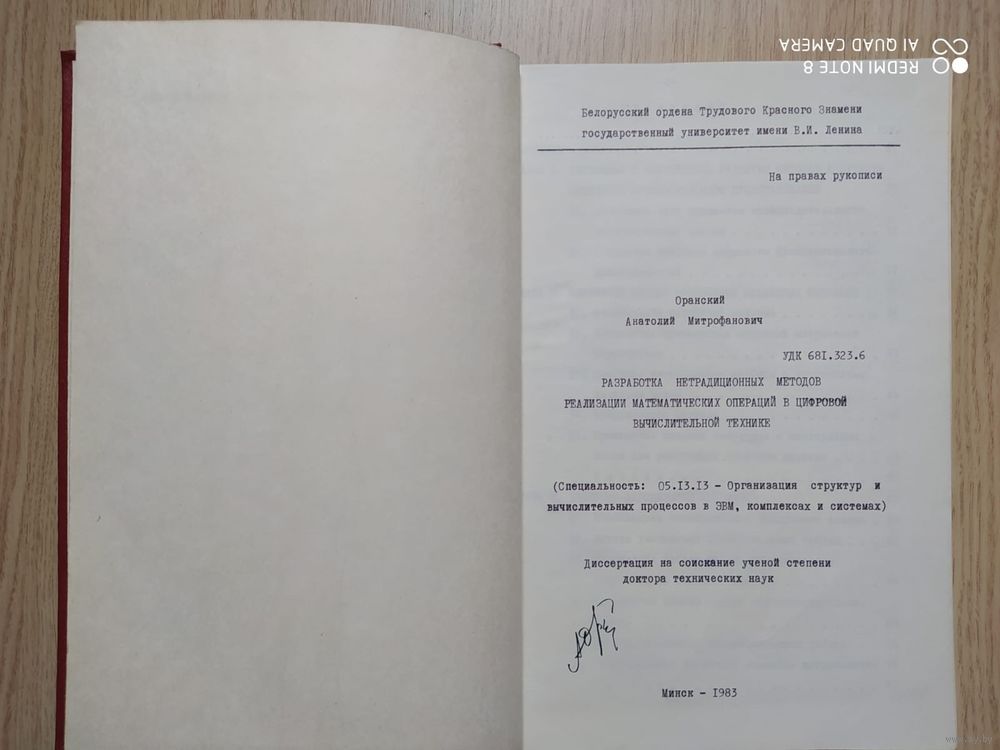 REDMI NOTE 8
AI QUAD CAMERA
Белорусский ордена Трудового Красного Знамени
государственный университет имени В.И. Ленина
На правах рукописи
Оранский
Анатолий Митрофанович
УДК 681.323.6
РАЗРАБОТКА НЕТРАДИЦИОННЫХ МЕТОДОВ
РЕАЛИЗАЦИИ МАТЕМАТИЧЕСКИХ ОПЕРАЦИЙ В ЦИФРОВОЙ
ВЫЧИСЛИТЕЛЬНОЙ ТЕХНИКЕ
(Специальность: 05.13.13 – Организация структур и
вычислительных процессов в ЭВМ, комплексах и системах)
Диссертация на соискание ученой степени
доктора технических наук
Минск – 1983